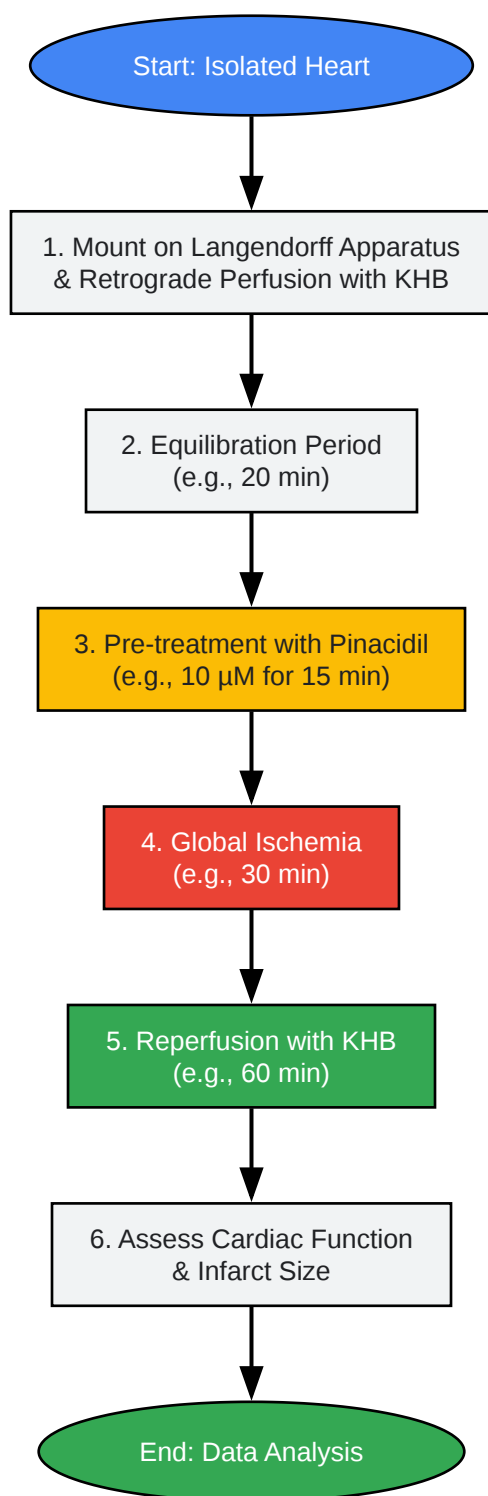 Start: Isolated Heart
1. Mount on Langendorff Apparatus
& Retrograde Perfusion with KHB
2. Equilibration Period
(e.g., 20 min)
3. Pre-treatment with Pinacidil
(e.g., 10 µM for 15 min)
4. Global Ischemia
(e.g., 30 min)
5. Reperfusion with KHB
(e.g., 60 min)
6. Assess Cardiac Function
& Infarct Size
End: Data Analysis